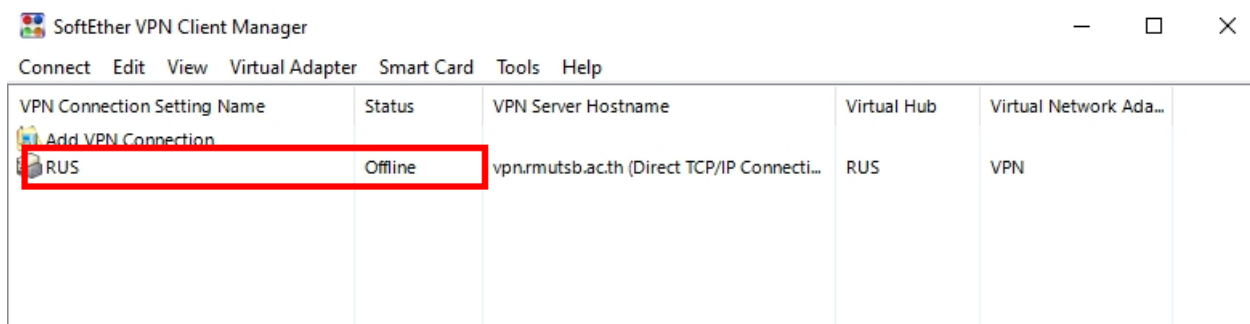 SoftEther VPN Client Manager
Connect Edit View Virtual Adapter Smart Card Tools Help
VPN Connection Setting Name Status VPN Server Hostname Virtual Hub Virtual Network Ada...
Add VPN Connection
RUS Offline vpn.rmutsb.ac.th (Direct TCP/IP Connecti... RUS VPN